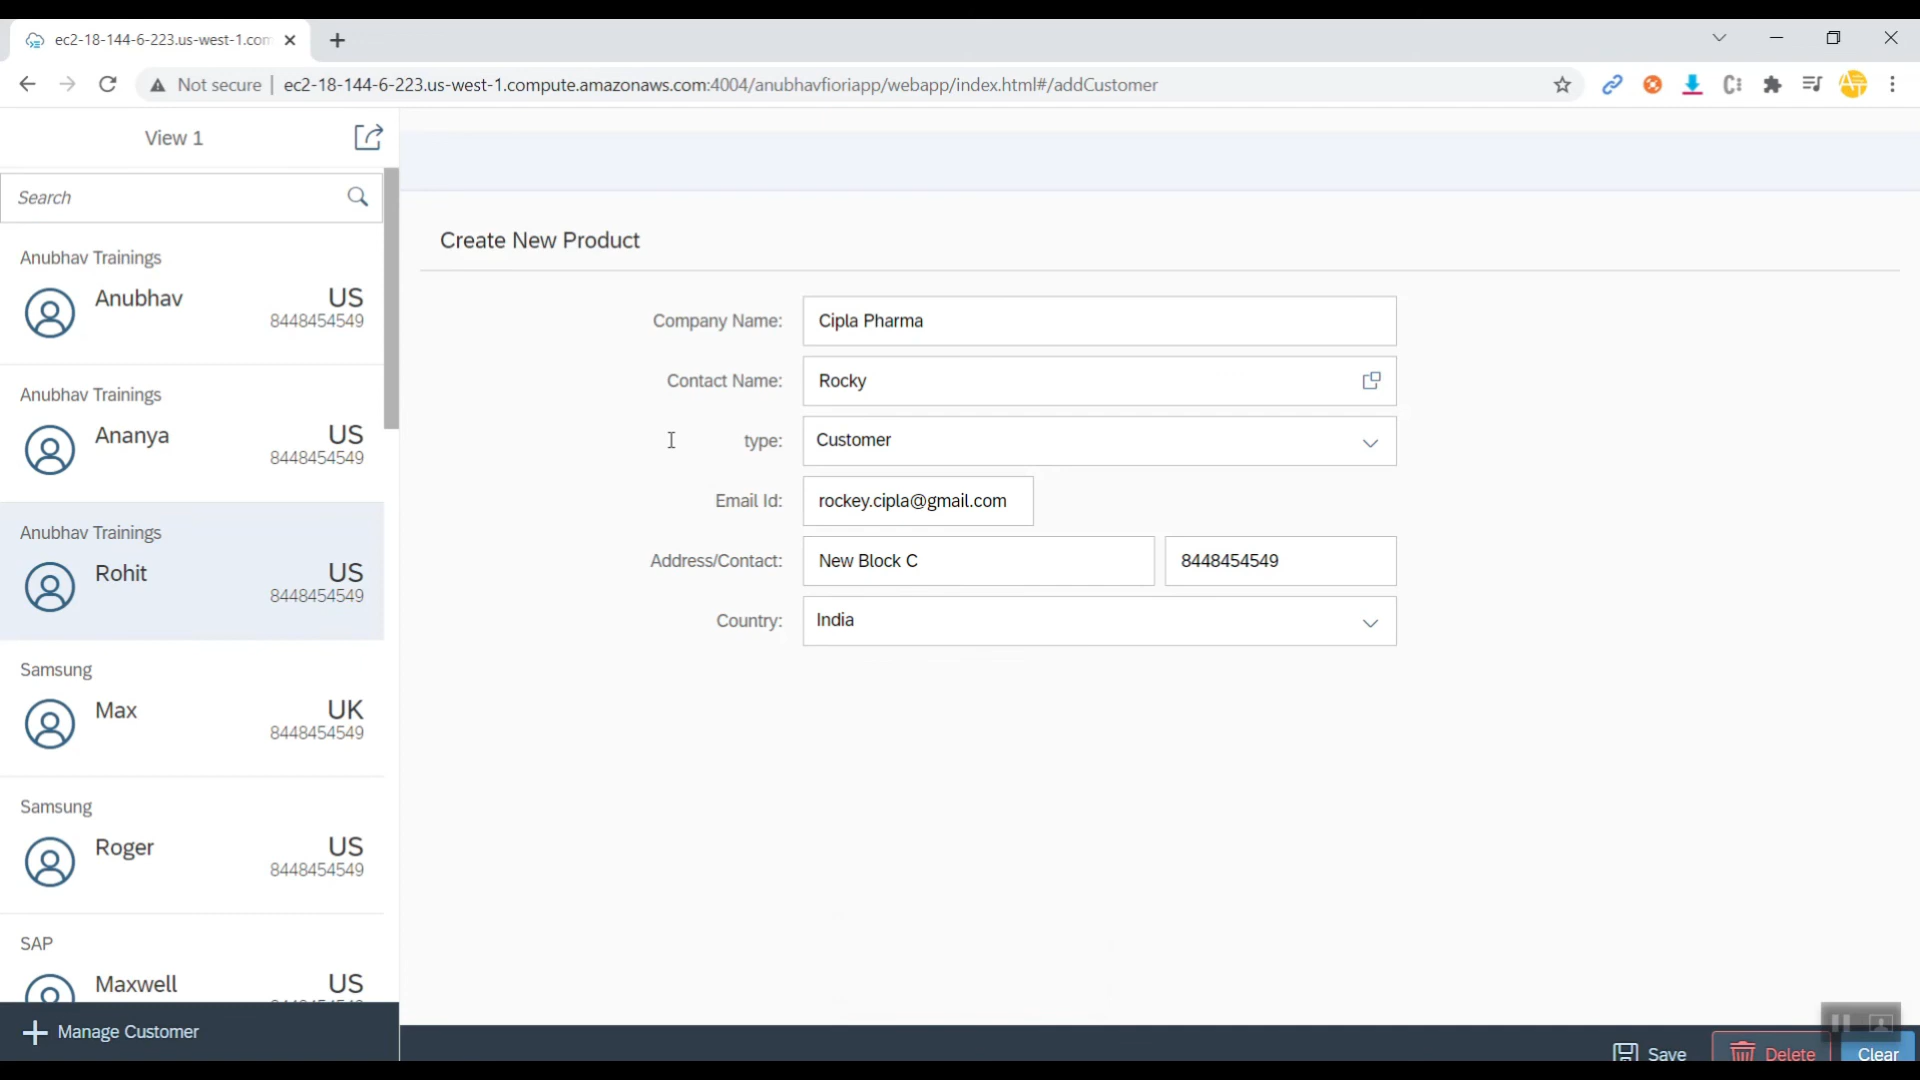 ec2-18-144-6-223.us-west-1.com
Not secure | ec2-18-144-6-223.us-west-1.compute.amazonaws.com:4004/anubhavfioriapp/webapp/index.html#/addCustomer
View 1
Search
Anubhav Trainings
Anubhav US
8448454549
Anubhav Trainings
Ananya US
8448454549
Anubhav Trainings
Rohit US
8448454549
Samsung
Max UK
8448454549
Samsung
Roger US
8448454549
SAP
Maxwell US
Manage Customer
Create New Product
Company Name: Cipla Pharma
Contact Name: Rocky
type: Customer
Email Id: rockey.cipla@gmail.com
Address/Contact: New Block C 8448454549
Country: India
Save Delete Clear